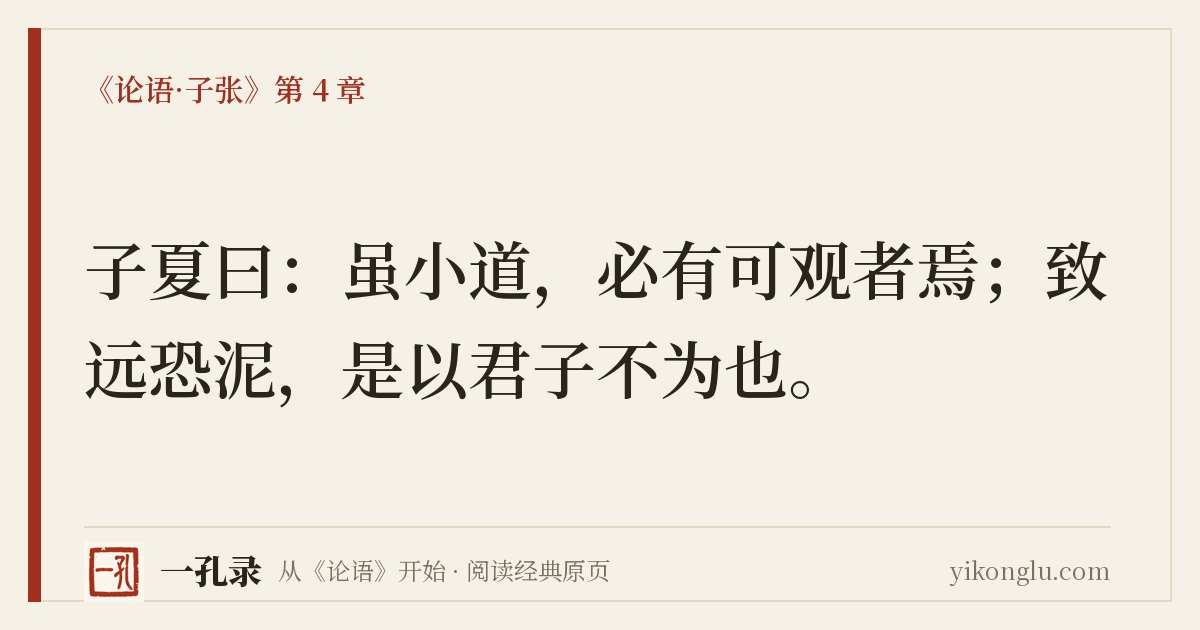 《论语·子张》第 4 章
子夏曰：虽小道，必有可观者焉；致
远恐泥，是以君子不为也。
一孔
一孔录 从《论语》开始 · 阅读经典原页 yikonglu.com